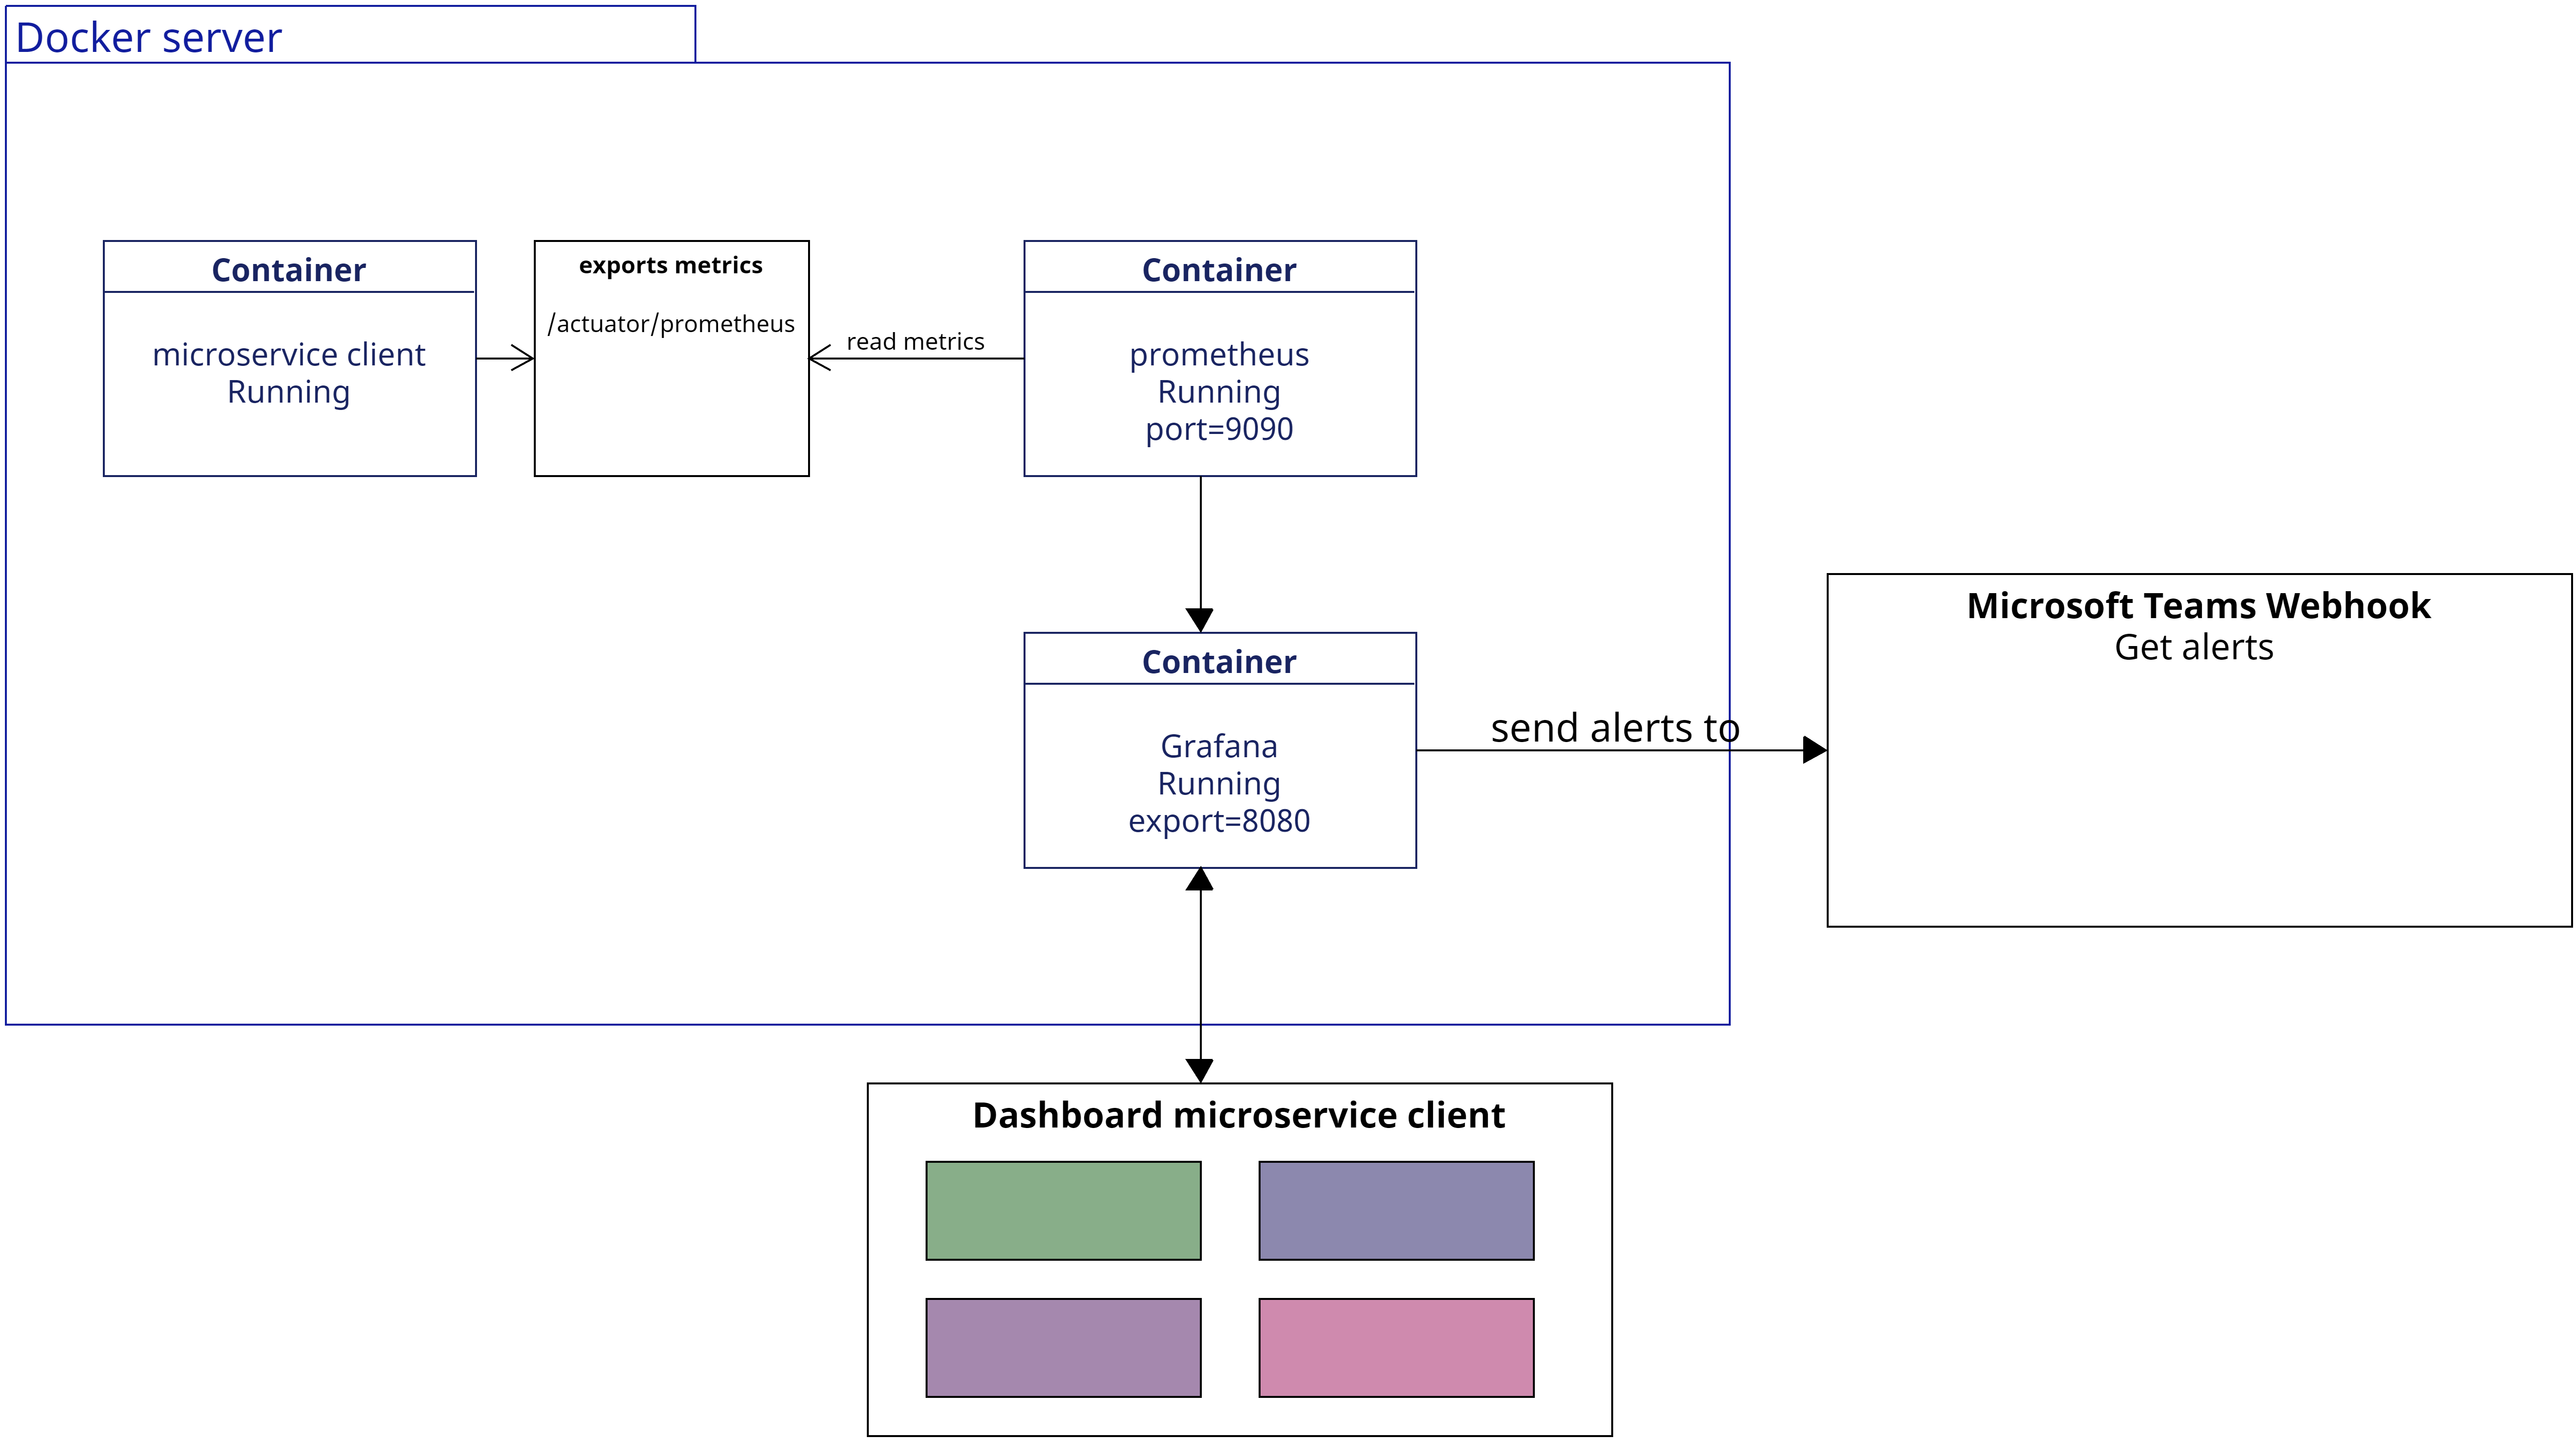 Docker server
Container
microservice client
Running
exports metrics
/actuator/prometheus
read metrics
Container
prometheus
Running
port=9090
Container
Grafana
Running
export=8080
send alerts to
Microsoft Teams Webhook
Get alerts
Dashboard microservice client